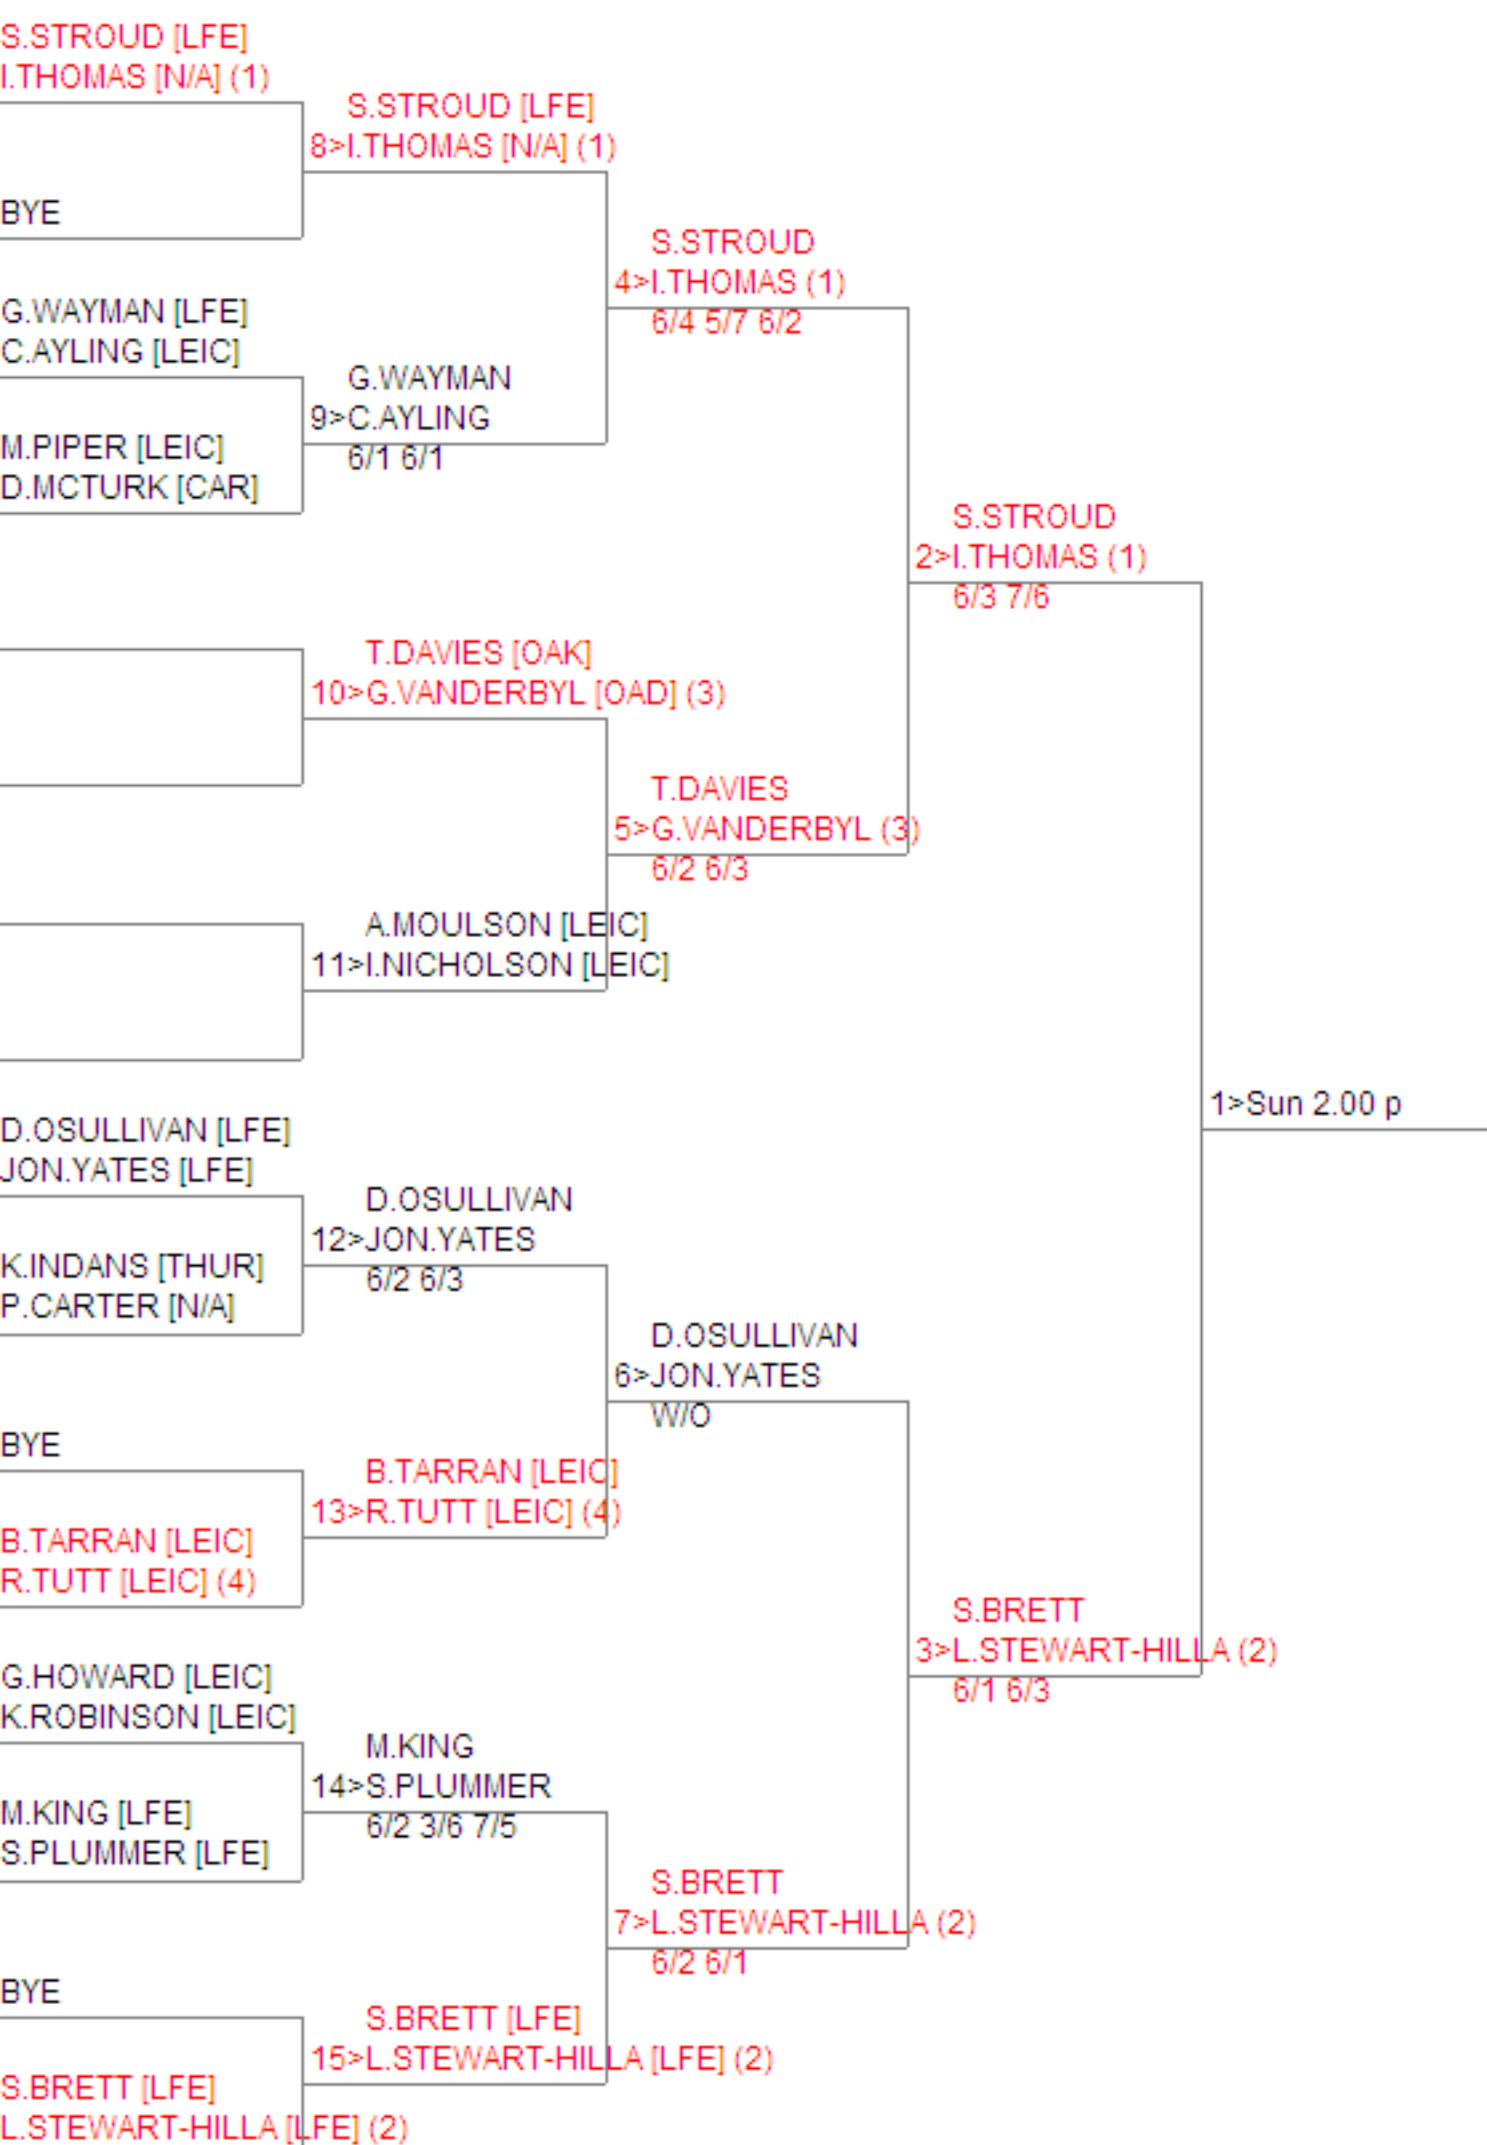 S.STROUD [LFE]
I.THOMAS [N/A] (1)
BYE
G.WAYMAN [LFE]
C.AYLING [LEIC]
M.PIPER [LEIC]
D.MCTURK [CAR]
D.OSULLIVAN [LFE]
JON.YATES [LFE]
K.INDANS [THUR]
P.CARTER [N/A]
BYE
B.TARRAN [LEIC]
R.TUTT [LEIC] (4)
G.HOWARD [LEIC]
K.ROBINSON [LEIC]
M.KING [LFE]
S.PLUMMER [LFE]
BYE
S.BRETT [LFE]
L.STEWART-HILLA [LFE] (2)
S.STROUD [LFE]
8>I.THOMAS [N/A] (1)
G.WAYMAN
9>C.AYLING
6/1 6/1
T.DAVIES [OAK]
10>G.VANDERBYL [OAD] (3)
A.MOULSON [LEIC]
11>I.NICHOLSON [LEIC]
D.OSULLIVAN
12>JON.YATES
6/2 6/3
B.TARRAN [LEIC]
13>R.TUTT [LEIC] (4)
M.KING
14>S.PLUMMER
6/2 3/6 7/5
S.BRETT [LFE]
15>L.STEWART-HILLA [LFE] (2)
S.STROUD
4>I.THOMAS (1)
6/4 5/7 6/2
T.DAVIES
5>G.VANDERBYL (3)
6/2 6/3
D.OSULLIVAN
6>JON.YATES
W/O
S.BRETT
7>L.STEWART-HILLA (2)
6/2 6/1
S.STROUD
2>I.THOMAS (1)
6/3 7/6
S.BRETT
3>L.STEWART-HILLA (2)
6/1 6/3
1>Sun 2.00 p